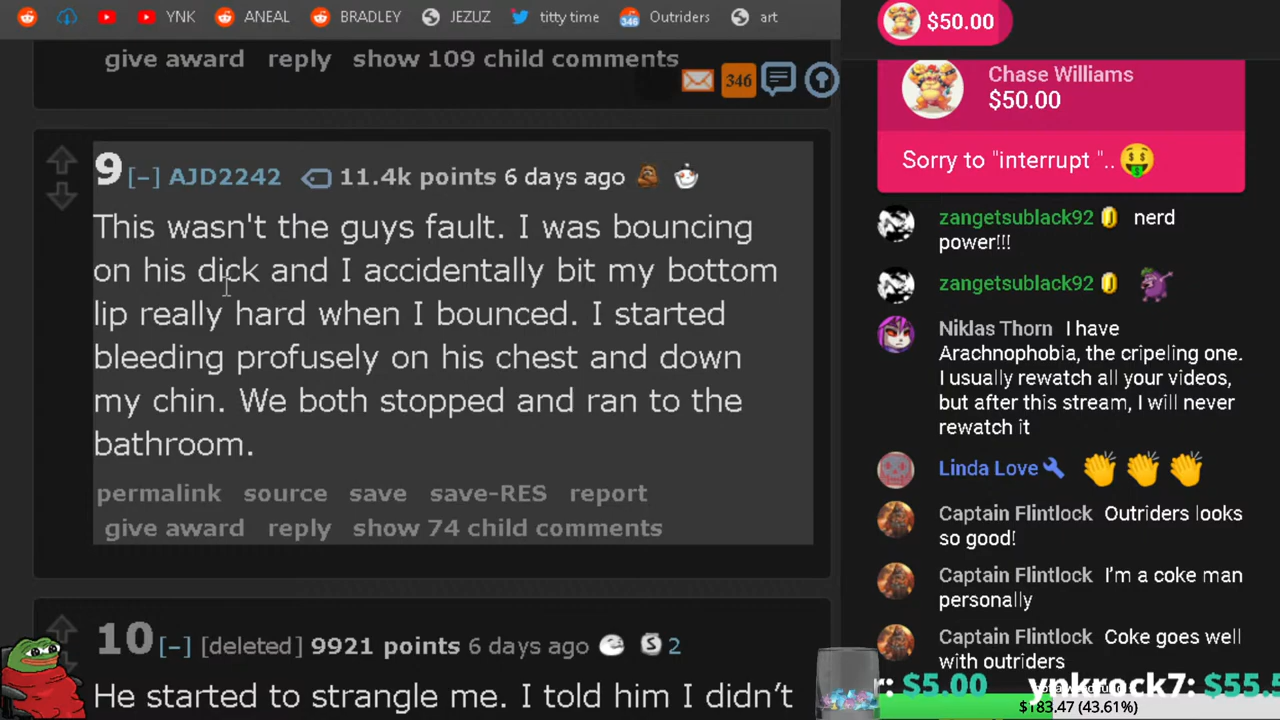 YNK ANEAL BRADLEY JEZUZ titty time 346 Outriders art
give award reply show 109 child comments
346
9 [–] AJD2242 11.4k points 6 days ago
This wasn't the guys fault. I was bouncing
on his dick and I accidentally bit my bottom
lip really hard when I bounced. I started
bleeding profusely on his chest and down
my chin. We both stopped and ran to the
bathroom.
permalink source save save-RES report
give award reply show 74 child comments
10 [–] [deleted] 9921 points 6 days ago S 2
He started to strangle me. I told him I didn't
$50.00
Chase Williams
$50.00
Sorry to "interrupt "..
zangetsublack92 nerd
power!!!
zangetsublack92
Niklas Thorn I have
Arachnophobia, the cripeling one.
I usually rewatch all your videos,
but after this stream, I will never
rewatch it
Linda Love
Captain Flintlock Outriders looks
so good!
Captain Flintlock I'm a coke man
personally
Captain Flintlock Coke goes well
with outriders
r: $5.00 ynkrock7: $55.5
$183.47 (43.61%)